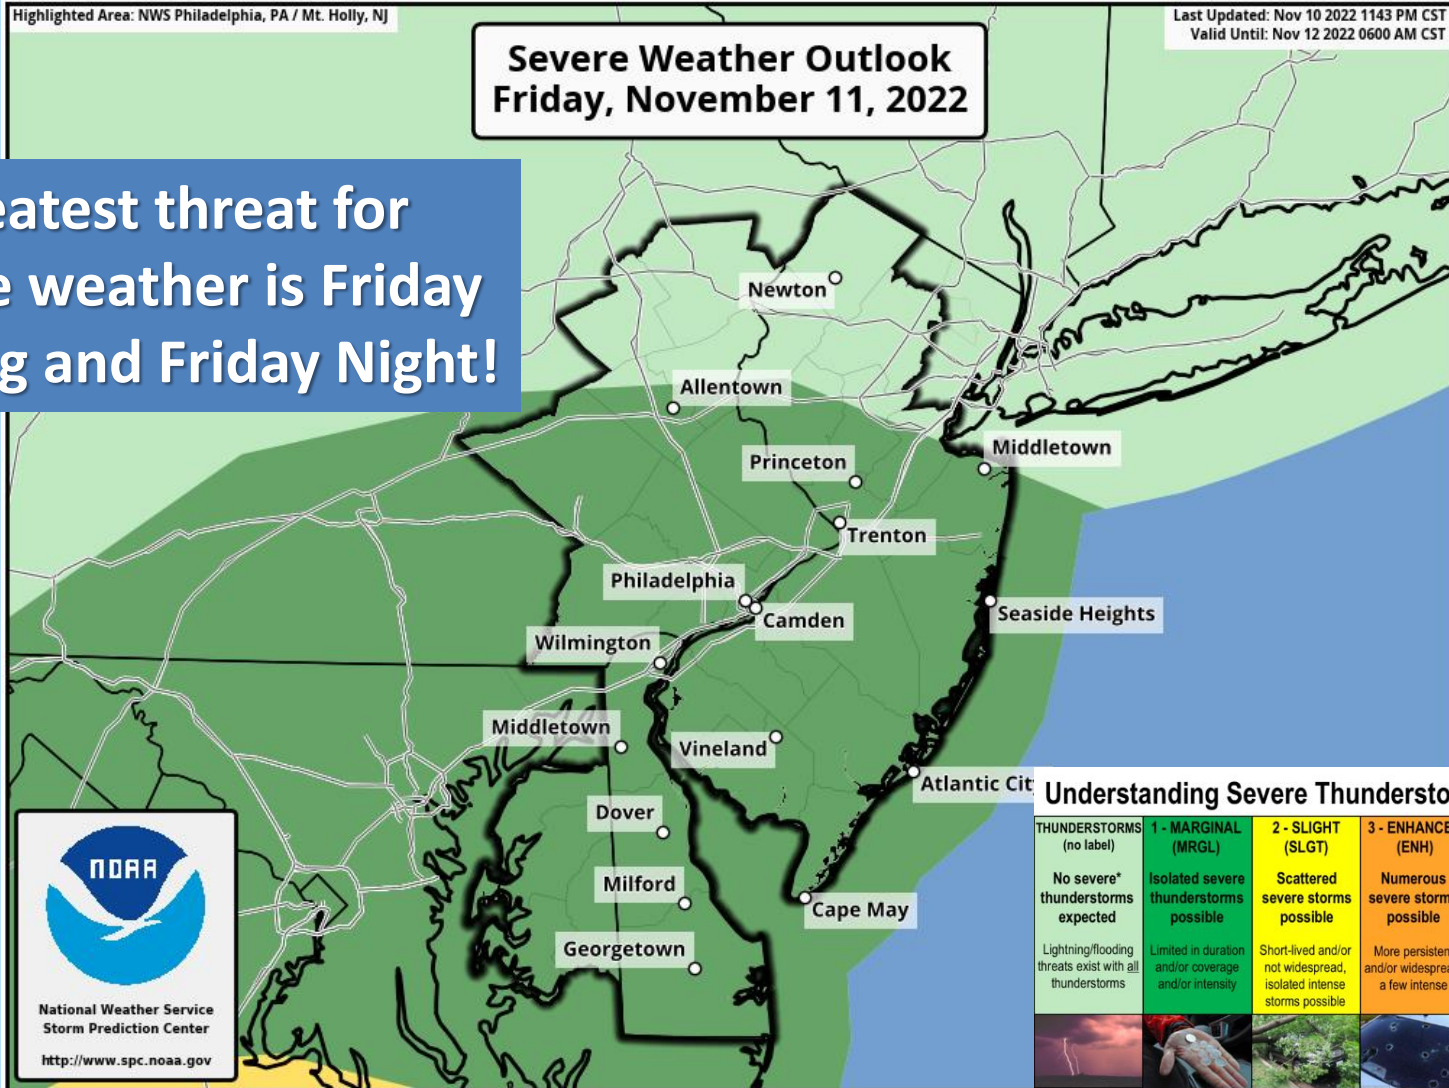 Highlighted Area: NWS Philadelphia, PA / Mt. Holly, NJ
Last Updated: Nov 10 2022 1143 PM CST
Valid Until: Nov 12 2022 0600 AM CST
Severe Weather Outlook
Friday, November 11, 2022
eatest threat for
e weather is Friday
g and Friday Night!
Newton
Allentown
Middletown
Princeton
Trenton
Philadelphia
Camden
Seaside Heights
Wilmington
Middletown
Vineland
Atlantic City
Dover
Milford
Cape May
Georgetown
NOAA
National Weather Service
Storm Prediction Center
http://www.spc.noaa.gov
Understanding Severe Thundersto
THUNDERSTORMS
(no label)
No severe*
thunderstorms
expected
Lightning/flooding
threats exist with all
thunderstorms
1 - MARGINAL
(MRGL)
Isolated severe
thunderstorms
possible
Limited in duration
and/or coverage
and/or intensity
2 - SLIGHT
(SLGT)
Scattered
severe storms
possible
Short-lived and/or
not widespread,
isolated intense
storms possible
3 - ENHANCE
(ENH)
Numerous
severe storm
possible
More persisten
and/or widesprea
a few intense